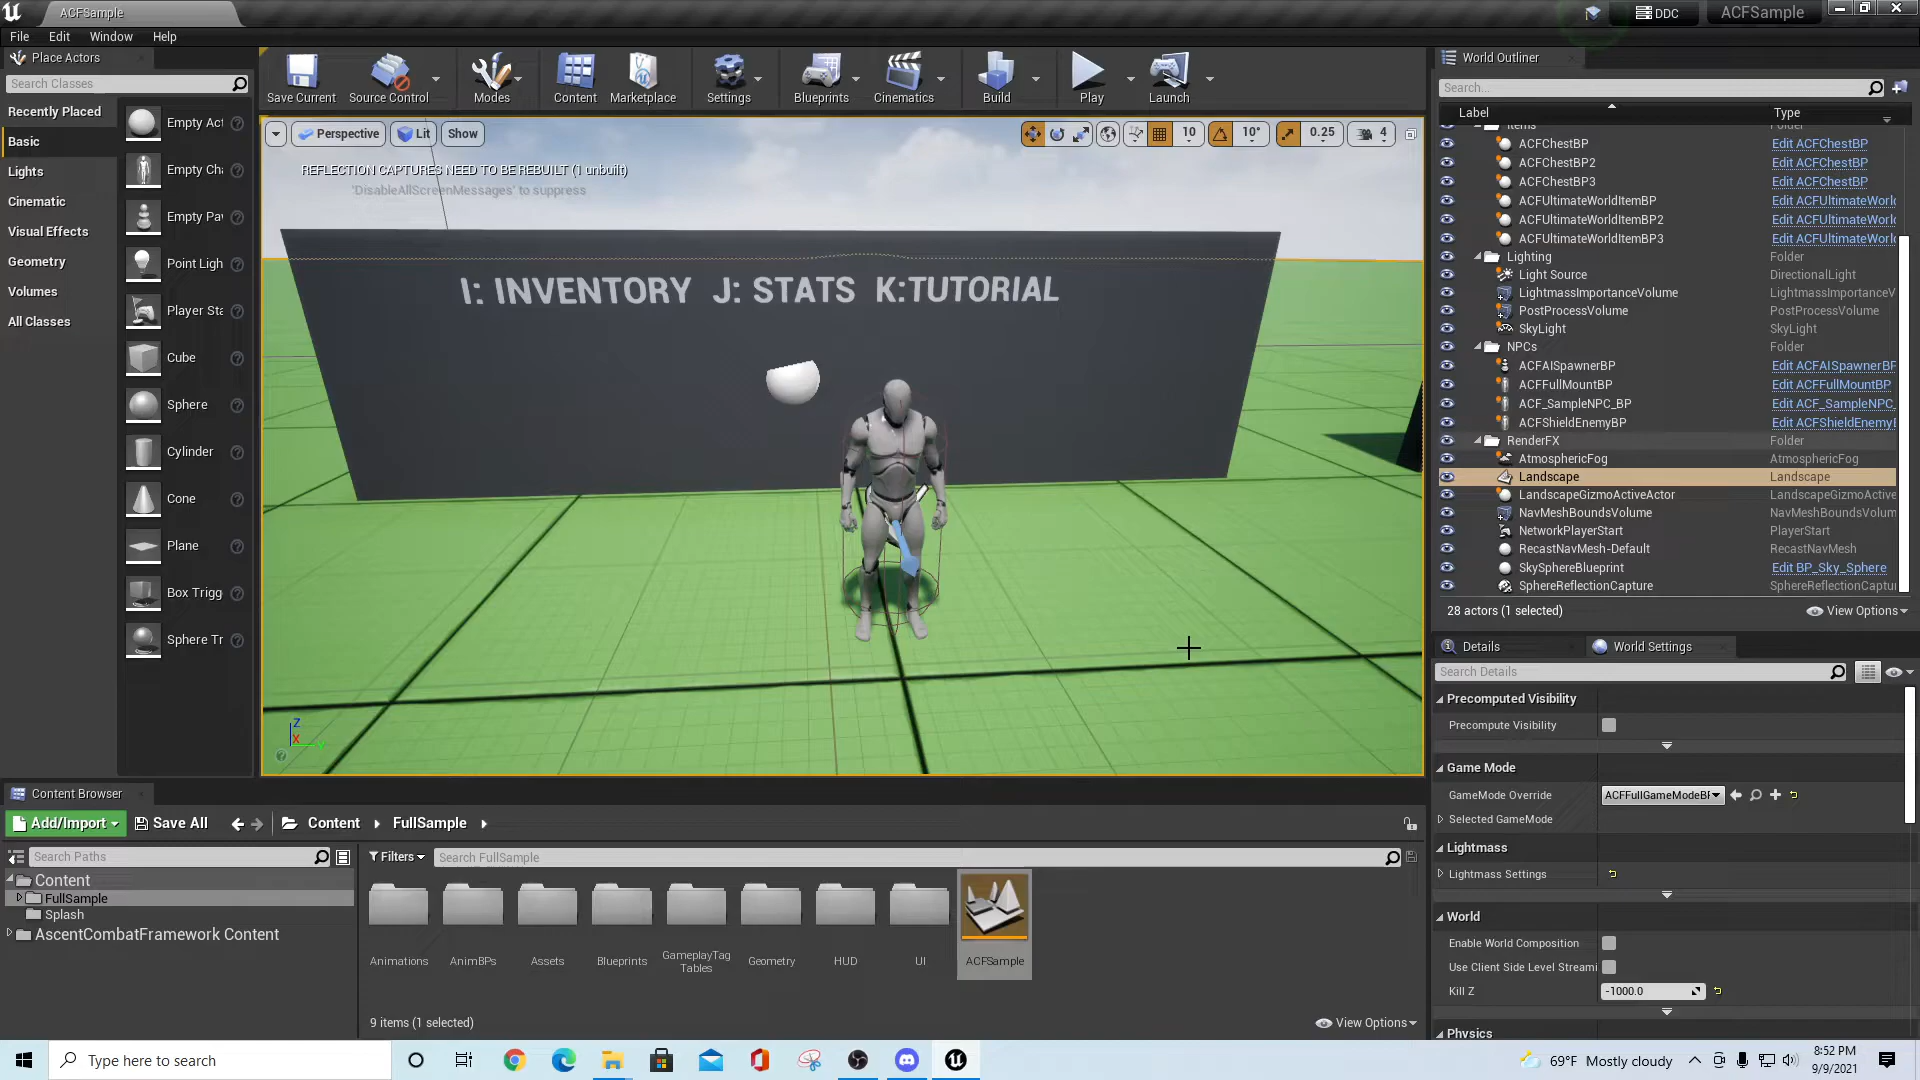 ACFSample
DDC
ACFSample
File
Edit
Window
Help
Place Actors
Search Classes
Recently Placed
Basic
Lights
Cinematic
Visual Effects
Geometry
Volumes
All Classes
Empty Act
Empty Cha
Empty Pav
Point Ligh
Player Sta
Cube
Sphere
Cylinder
Cone
Plane
Box Trigg
Sphere Tr
Save Current
Source Control
Modes
Content
Marketplace
Settings
Blueprints
Cinematics
Build
Play
Launch
Perspective
Lit
Show
10
10°
0.25
4
REFLECTION CAPTURES NEED TO BE REBUILT (1 unbuilt)
'DisableAllScreenMessages' to suppress
I: INVENTORY J: STATS K:TUTORIAL
Z
X
World Outliner
Search...
Label
Type
Items
Folder
ACFChestBP
Edit ACFChestBP
ACFChestBP2
Edit ACFChestBP
ACFChestBP3
Edit ACFChestBP
ACFUltimateWorldItemBP
Edit ACFUltimateWorl
ACFUltimateWorldItemBP2
Edit ACFUltimateWorl
ACFUltimateWorldItemBP3
Edit ACFUltimateWorl
Lighting
Folder
Light Source
DirectionalLight
LightmassImportanceVolume
LightmassImportanceV
PostProcessVolume
PostProcessVolume
SkyLight
SkyLight
NPCs
Folder
ACFAISpawnerBP
Edit ACFAISpawnerBP
ACFFullMountBP
Edit ACFFullMountBP
ACF_SampleNPC_BP
Edit ACF_SampleNPC_
ACFShieldEnemyBP
Edit ACFShieldEnemyE
RenderFX
Folder
AtmosphericFog
AtmosphericFog
Landscape
Landscape
LandscapeGizmoActiveActor
LandscapeGizmoActive
NavMeshBoundsVolume
NavMeshBoundsVolum
NetworkPlayerStart
PlayerStart
RecastNavMesh-Default
RecastNavMesh
SkySphereBlueprint
Edit BP_Sky_Sphere
SphereReflectionCapture
SphereReflectionCaptu
28 actors (1 selected)
View Options
Details
World Settings
Search Details
Precomputed Visibility
Precompute Visibility
Game Mode
GameMode Override
ACFFullGameModeBI
Selected GameMode
Lightmass
Lightmass Settings
World
Enable World Composition
Use Client Side Level Streami
Kill Z
-1000.0
Physics
Content Browser
Add/Import
Save All
Content
FullSample
Search Paths
Filters
Search FullSample
Content
FullSample
Splash
AscentCombatFramework Content
Animations
AnimBPs
Assets
Blueprints
GameplayTag
Tables
Geometry
HUD
UI
ACFSample
9 items (1 selected)
View Options
Type here to search
69°F Mostly cloudy
8:52 PM
9/9/2021